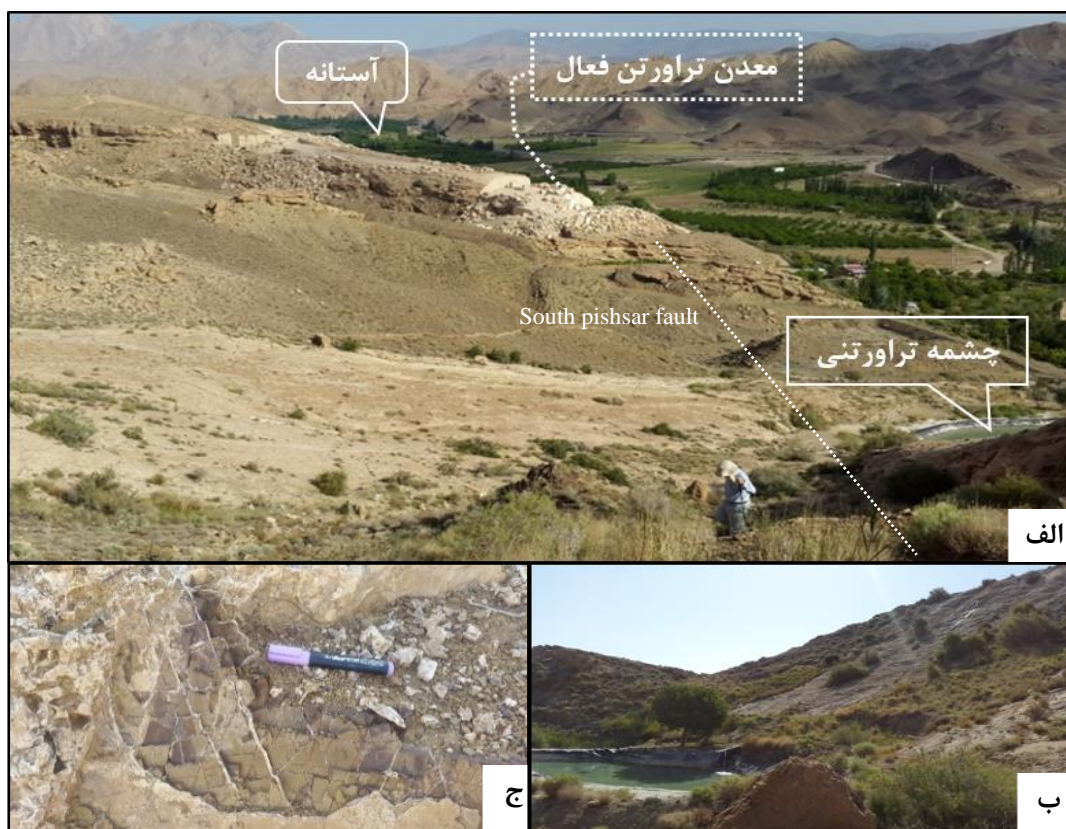 معدن تراورتن فعال
آستانه
South pishsar fault
چشمه تراورتنی
الف
ج
ب